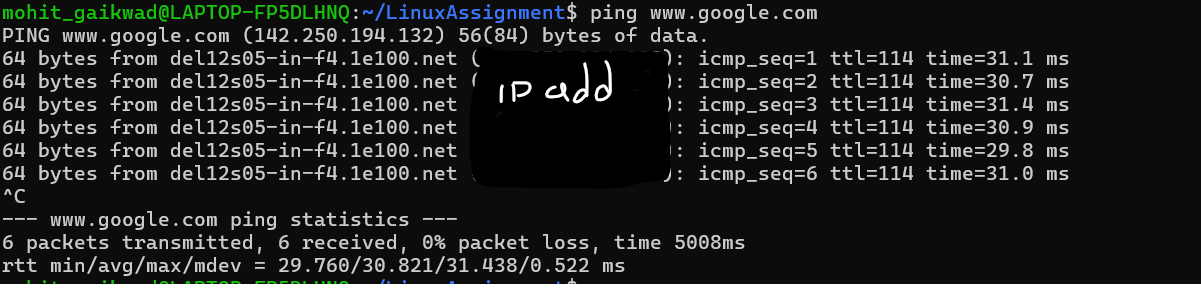 mohit_gaikwad@LAPTOP-FP5DLHNQ:~/LinuxAssignment$ ping www.google.com
PING www.google.com (142.250.194.132) 56(84) bytes of data.
64 bytes from del12s05-in-f4.1e100.net ( ): icmp_seq=1 ttl=114 time=31.1 ms
64 bytes from del12s05-in-f4.1e100.net ( IP add ): icmp_seq=2 ttl=114 time=30.7 ms
64 bytes from del12s05-in-f4.1e100.net ( ): icmp_seq=3 ttl=114 time=31.4 ms
64 bytes from del12s05-in-f4.1e100.net ): icmp_seq=4 ttl=114 time=30.9 ms
64 bytes from del12s05-in-f4.1e100.net ): icmp_seq=5 ttl=114 time=29.8 ms
64 bytes from del12s05-in-f4.1e100.net ( ): icmp_seq=6 ttl=114 time=31.0 ms
^C
--- www.google.com ping statistics ---
6 packets transmitted, 6 received, 0% packet loss, time 5008ms
rtt min/avg/max/mdev = 29.760/30.821/31.438/0.522 ms
mohit_gaikwad@LAPTOP-FP5DLHNQ:~/LinuxAssignment$